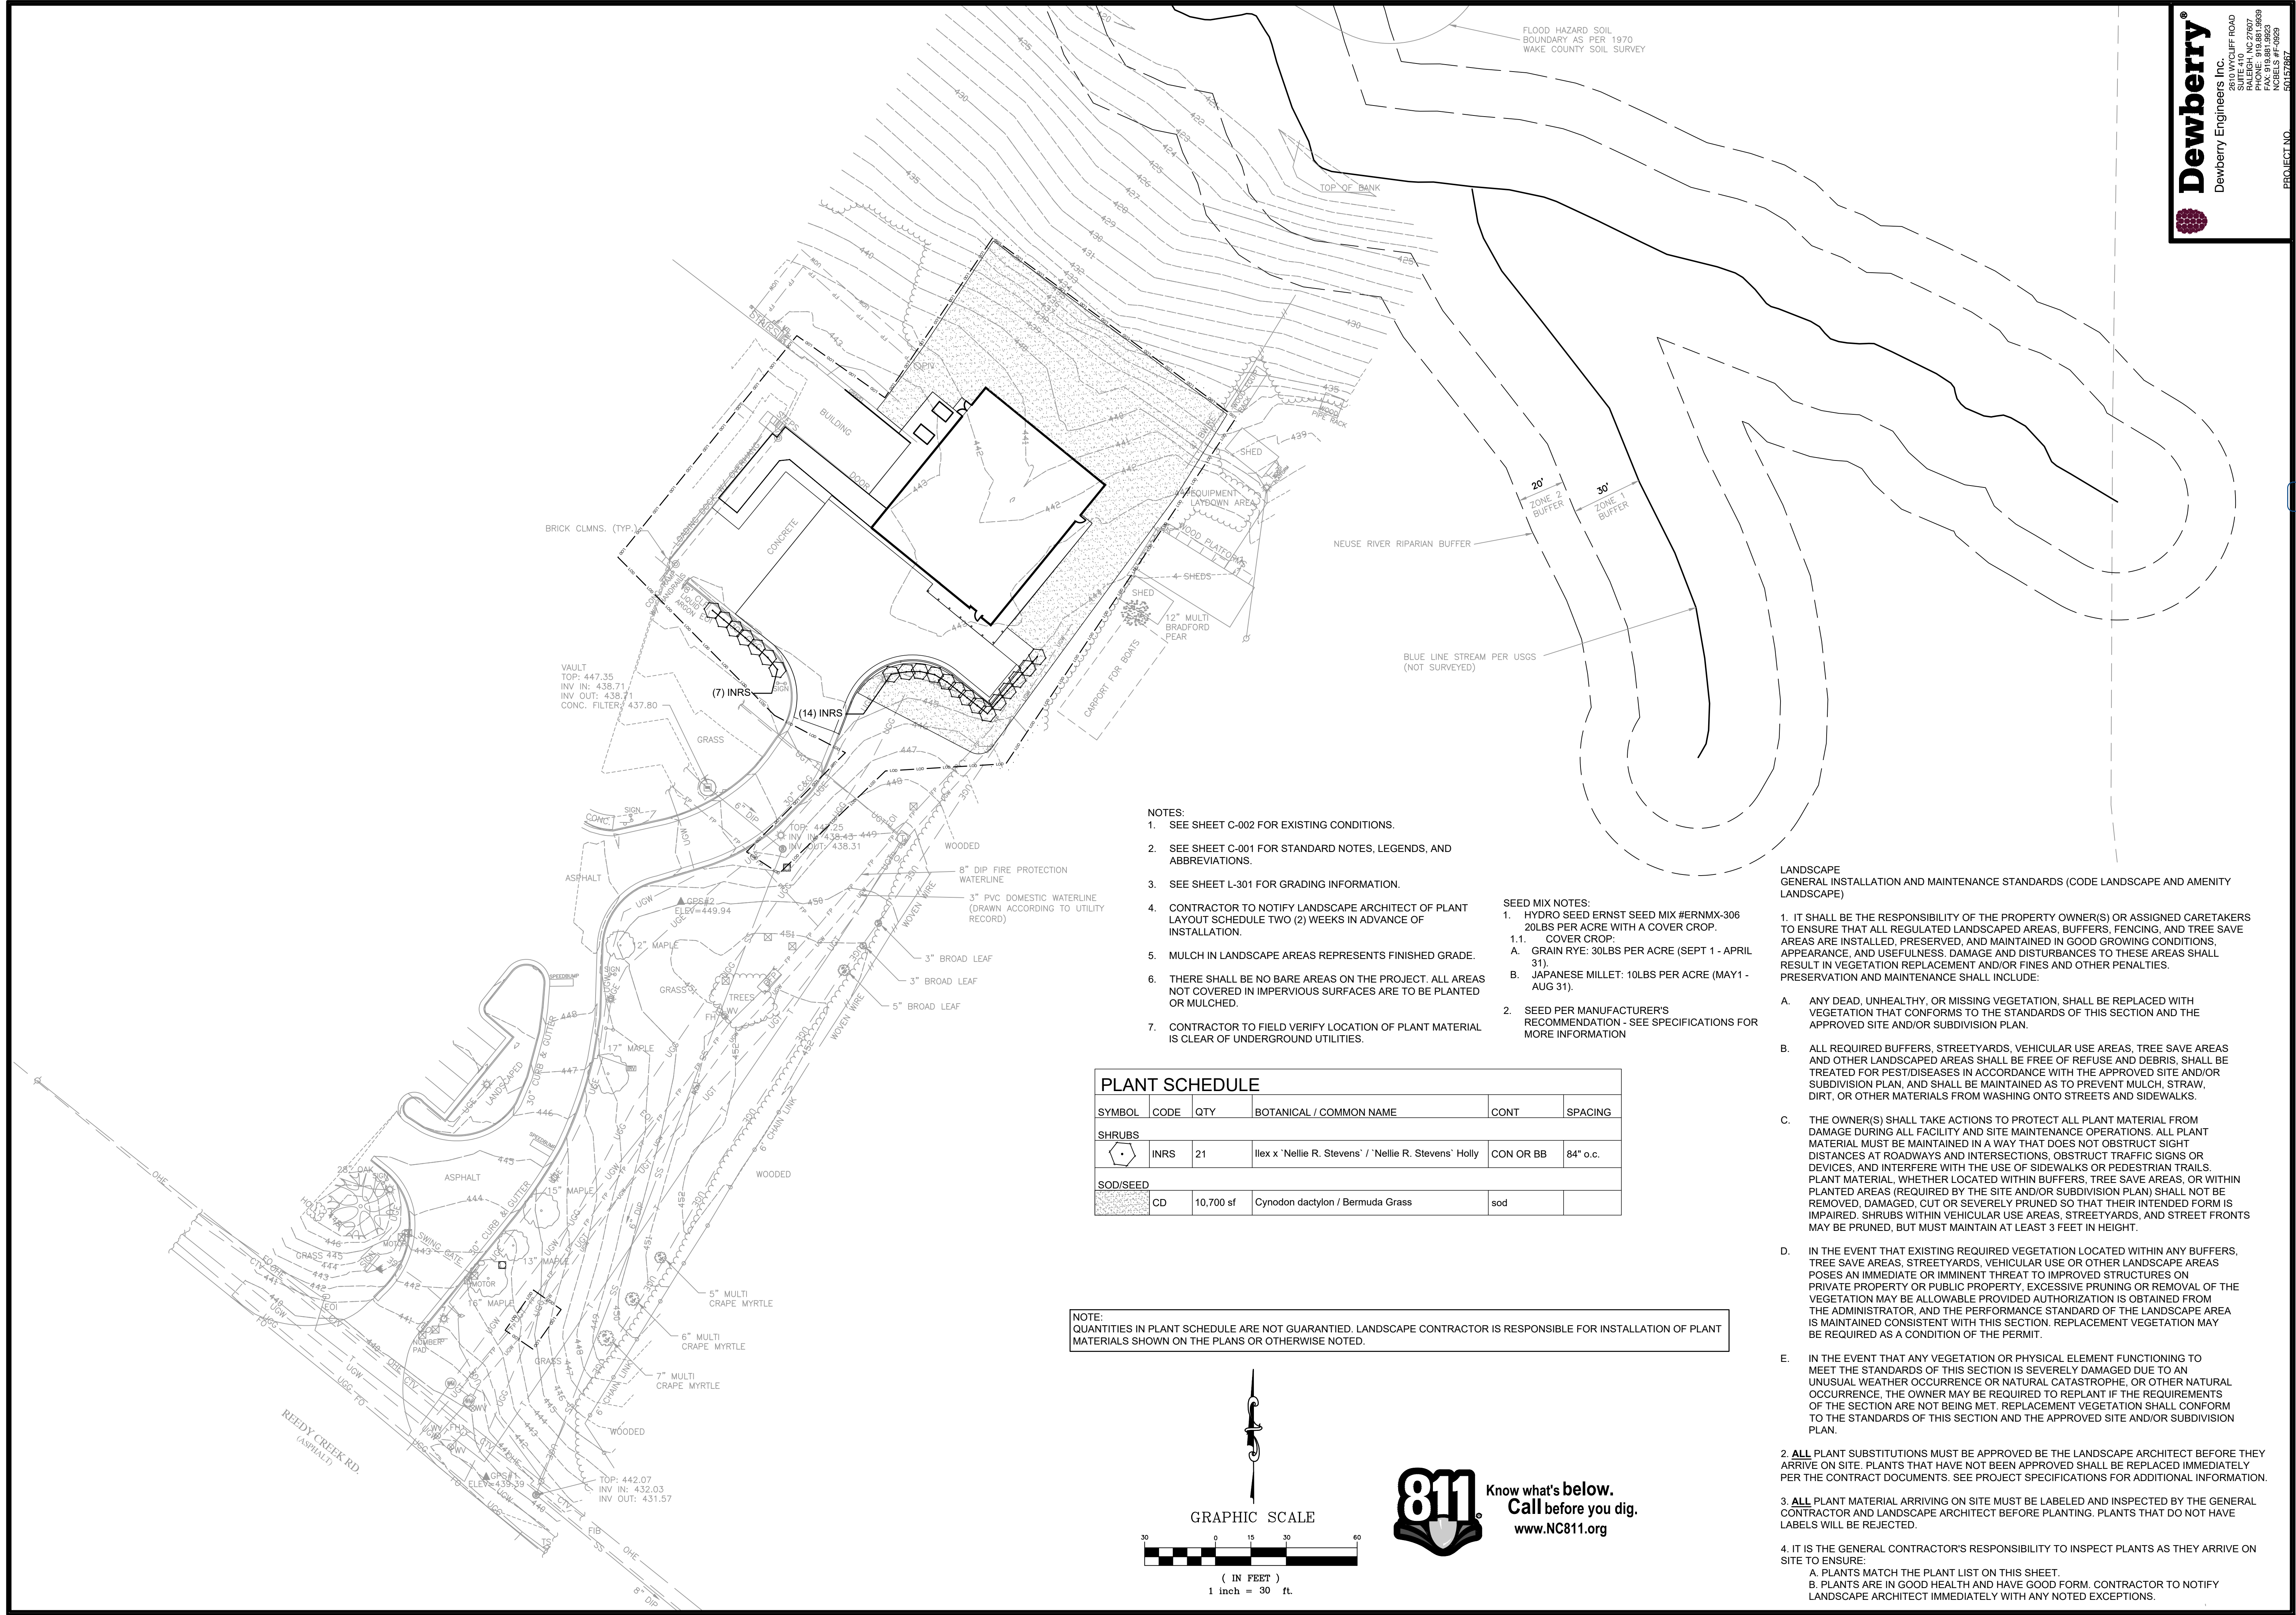 Dewberry®
Dewberry Engineers Inc.
2610 WYCLIFF ROAD
SUITE 410
RALEIGH, NC 27607
PHONE: 919.881.9939
FAX: 919.881.9923
NCBELS #F-0929
PROJECT NO.
50157867
FLOOD HAZARD SOIL
BOUNDARY AS PER 1970
WAKE COUNTY SOIL SURVEY
TOP OF BANK
STAIRS
STEPS
BUILDING
DOOR
CONCRETE
BRICK CLMNS. (TYP.)
SHED
EQUIPMENT
LAYDOWN AREA
WOOD PLATFORMS
4 SHEDS
SHED
12" MULTI
BRADFORD
PEAR
CARPORT FOR BOATS
20'
ZONE 2
BUFFER
30'
ZONE 1
BUFFER
NEUSE RIVER RIPARIAN BUFFER
BLUE LINE STREAM PER USGS
(NOT SURVEYED)
VAULT
TOP: 447.35
INV IN: 438.71
INV OUT: 438.71
CONC. FILTER: 437.80
(7) INRS
SIGN
(14) INRS
GRASS
6" DIP
30" C&G
SIGN
CONC.
TOP: 447.25
INV IN: 438.43
INV OUT: 438.31
WOODED
ASPHALT
8" DIP FIRE PROTECTION
WATERLINE
3" PVC DOMESTIC WATERLINE
(DRAWN ACCORDING TO UTILITY
RECORD)
GPS#2
ELEV=449.94
12" MAPLE
SIGN
SPEEDBUMP
GRASS
TREES
3" BROAD LEAF
3" BROAD LEAF
5" BROAD LEAF
WOVEN WIRE
WOVEN WIRE
17" MAPLE
LANDSCAPED
30" CURB & GUTTER
SPEEDBUMP
6' CHAIN LINK
WOODED
28" OAK
SIGN
ASPHALT
15" MAPLE
30" CURB & GUTTER
MOTOR
SWING GATE
GRASS
13" MAPLE
MOTOR
16" MAPLE
NUMBER
PAD
GRASS
5" MULTI
CRAPE MYRTLE
6" MULTI
CRAPE MYRTLE
7" MULTI
CRAPE MYRTLE
6' CHAIN LINK
WOODED
REEDY CREEK RD.
(ASPHALT)
GPS#1
ELEV=439.39
TOP: 442.07
INV IN: 432.03
INV OUT: 431.57
8" DIP
NOTES:
1. SEE SHEET C-002 FOR EXISTING CONDITIONS.
2. SEE SHEET C-001 FOR STANDARD NOTES, LEGENDS, AND
ABBREVIATIONS.
3. SEE SHEET L-301 FOR GRADING INFORMATION.
4. CONTRACTOR TO NOTIFY LANDSCAPE ARCHITECT OF PLANT
LAYOUT SCHEDULE TWO (2) WEEKS IN ADVANCE OF
INSTALLATION.
5. MULCH IN LANDSCAPE AREAS REPRESENTS FINISHED GRADE.
6. THERE SHALL BE NO BARE AREAS ON THE PROJECT. ALL AREAS
NOT COVERED IN IMPERVIOUS SURFACES ARE TO BE PLANTED
OR MULCHED.
7. CONTRACTOR TO FIELD VERIFY LOCATION OF PLANT MATERIAL
IS CLEAR OF UNDERGROUND UTILITIES.
SEED MIX NOTES:
1. HYDRO SEED ERNST SEED MIX #ERNMX-306
20LBS PER ACRE WITH A COVER CROP.
1.1. COVER CROP:
A. GRAIN RYE: 30LBS PER ACRE (SEPT 1 - APRIL
31).
B. JAPANESE MILLET: 10LBS PER ACRE (MAY1 -
AUG 31).
2. SEED PER MANUFACTURER'S
RECOMMENDATION - SEE SPECIFICATIONS FOR
MORE INFORMATION
PLANT SCHEDULE
SYMBOL CODE QTY BOTANICAL / COMMON NAME CONT SPACING
SHRUBS
INRS 21 Ilex x `Nellie R. Stevens` / `Nellie R. Stevens` Holly CON OR BB 84" o.c.
SOD/SEED
CD 10,700 sf Cynodon dactylon / Bermuda Grass sod
NOTE:
QUANTITIES IN PLANT SCHEDULE ARE NOT GUARANTIED. LANDSCAPE CONTRACTOR IS RESPONSIBLE FOR INSTALLATION OF PLANT
MATERIALS SHOWN ON THE PLANS OR OTHERWISE NOTED.
GRAPHIC SCALE
30 0 15 30 60
( IN FEET )
1 inch = 30 ft.
811®
Know what's below.
Call before you dig.
www.NC811.org
LANDSCAPE
GENERAL INSTALLATION AND MAINTENANCE STANDARDS (CODE LANDSCAPE AND AMENITY
LANDSCAPE)
1. IT SHALL BE THE RESPONSIBILITY OF THE PROPERTY OWNER(S) OR ASSIGNED CARETAKERS
TO ENSURE THAT ALL REGULATED LANDSCAPED AREAS, BUFFERS, FENCING, AND TREE SAVE
AREAS ARE INSTALLED, PRESERVED, AND MAINTAINED IN GOOD GROWING CONDITIONS,
APPEARANCE, AND USEFULNESS. DAMAGE AND DISTURBANCES TO THESE AREAS SHALL
RESULT IN VEGETATION REPLACEMENT AND/OR FINES AND OTHER PENALTIES.
PRESERVATION AND MAINTENANCE SHALL INCLUDE:
A. ANY DEAD, UNHEALTHY, OR MISSING VEGETATION, SHALL BE REPLACED WITH
VEGETATION THAT CONFORMS TO THE STANDARDS OF THIS SECTION AND THE
APPROVED SITE AND/OR SUBDIVISION PLAN.
B. ALL REQUIRED BUFFERS, STREETYARDS, VEHICULAR USE AREAS, TREE SAVE AREAS
AND OTHER LANDSCAPED AREAS SHALL BE FREE OF REFUSE AND DEBRIS, SHALL BE
TREATED FOR PEST/DISEASES IN ACCORDANCE WITH THE APPROVED SITE AND/OR
SUBDIVISION PLAN, AND SHALL BE MAINTAINED AS TO PREVENT MULCH, STRAW,
DIRT, OR OTHER MATERIALS FROM WASHING ONTO STREETS AND SIDEWALKS.
C. THE OWNER(S) SHALL TAKE ACTIONS TO PROTECT ALL PLANT MATERIAL FROM
DAMAGE DURING ALL FACILITY AND SITE MAINTENANCE OPERATIONS. ALL PLANT
MATERIAL MUST BE MAINTAINED IN A WAY THAT DOES NOT OBSTRUCT SIGHT
DISTANCES AT ROADWAYS AND INTERSECTIONS, OBSTRUCT TRAFFIC SIGNS OR
DEVICES, AND INTERFERE WITH THE USE OF SIDEWALKS OR PEDESTRIAN TRAILS.
PLANT MATERIAL, WHETHER LOCATED WITHIN BUFFERS, TREE SAVE AREAS, OR WITHIN
PLANTED AREAS (REQUIRED BY THE SITE AND/OR SUBDIVISION PLAN) SHALL NOT BE
REMOVED, DAMAGED, CUT OR SEVERELY PRUNED SO THAT THEIR INTENDED FORM IS
IMPAIRED. SHRUBS WITHIN VEHICULAR USE AREAS, STREETYARDS, AND STREET FRONTS
MAY BE PRUNED, BUT MUST MAINTAIN AT LEAST 3 FEET IN HEIGHT.
D. IN THE EVENT THAT EXISTING REQUIRED VEGETATION LOCATED WITHIN ANY BUFFERS,
TREE SAVE AREAS, STREETYARDS, VEHICULAR USE OR OTHER LANDSCAPE AREAS
POSES AN IMMEDIATE OR IMMINENT THREAT TO IMPROVED STRUCTURES ON
PRIVATE PROPERTY OR PUBLIC PROPERTY, EXCESSIVE PRUNING OR REMOVAL OF THE
VEGETATION MAY BE ALLOWABLE PROVIDED AUTHORIZATION IS OBTAINED FROM
THE ADMINISTRATOR, AND THE PERFORMANCE STANDARD OF THE LANDSCAPE AREA
IS MAINTAINED CONSISTENT WITH THIS SECTION. REPLACEMENT VEGETATION MAY
BE REQUIRED AS A CONDITION OF THE PERMIT.
E. IN THE EVENT THAT ANY VEGETATION OR PHYSICAL ELEMENT FUNCTIONING TO
MEET THE STANDARDS OF THIS SECTION IS SEVERELY DAMAGED DUE TO AN
UNUSUAL WEATHER OCCURRENCE OR NATURAL CATASTROPHE, OR OTHER NATURAL
OCCURRENCE, THE OWNER MAY BE REQUIRED TO REPLANT IF THE REQUIREMENTS
OF THE SECTION ARE NOT BEING MET. REPLACEMENT VEGETATION SHALL CONFORM
TO THE STANDARDS OF THIS SECTION AND THE APPROVED SITE AND/OR SUBDIVISION
PLAN.
2. ALL PLANT SUBSTITUTIONS MUST BE APPROVED BE THE LANDSCAPE ARCHITECT BEFORE THEY
ARRIVE ON SITE. PLANTS THAT HAVE NOT BEEN APPROVED SHALL BE REPLACED IMMEDIATELY
PER THE CONTRACT DOCUMENTS. SEE PROJECT SPECIFICATIONS FOR ADDITIONAL INFORMATION.
3. ALL PLANT MATERIAL ARRIVING ON SITE MUST BE LABELED AND INSPECTED BY THE GENERAL
CONTRACTOR AND LANDSCAPE ARCHITECT BEFORE PLANTING. PLANTS THAT DO NOT HAVE
LABELS WILL BE REJECTED.
4. IT IS THE GENERAL CONTRACTOR'S RESPONSIBILITY TO INSPECT PLANTS AS THEY ARRIVE ON
SITE TO ENSURE:
A. PLANTS MATCH THE PLANT LIST ON THIS SHEET.
B. PLANTS ARE IN GOOD HEALTH AND HAVE GOOD FORM. CONTRACTOR TO NOTIFY
LANDSCAPE ARCHITECT IMMEDIATELY WITH ANY NOTED EXCEPTIONS.